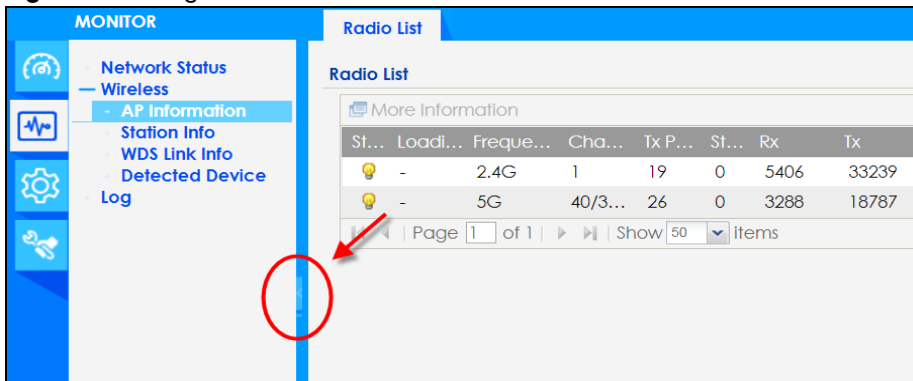 MONITOR
Radio List
Network Status
Wireless
AP Information
Station Info
WDS Link Info
Detected Device
Log
Radio List
More Information
St... Loadi... Freque... Cha... Tx P... St... Rx Tx
- 2.4G 1 19 0 5406 33239
- 5G 40/3... 26 0 3288 18787
Page 1 of 1 Show 50 items